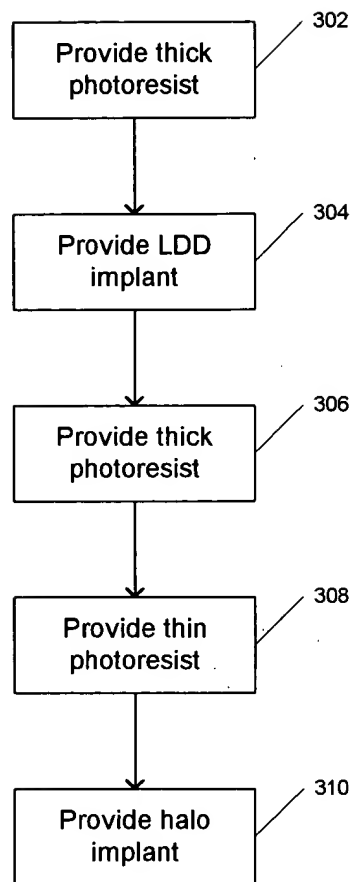 302
Provide thick
photoresist
304
Provide LDD
implant
306
Provide thick
photoresist
308
Provide thin
photoresist
310
Provide halo
implant